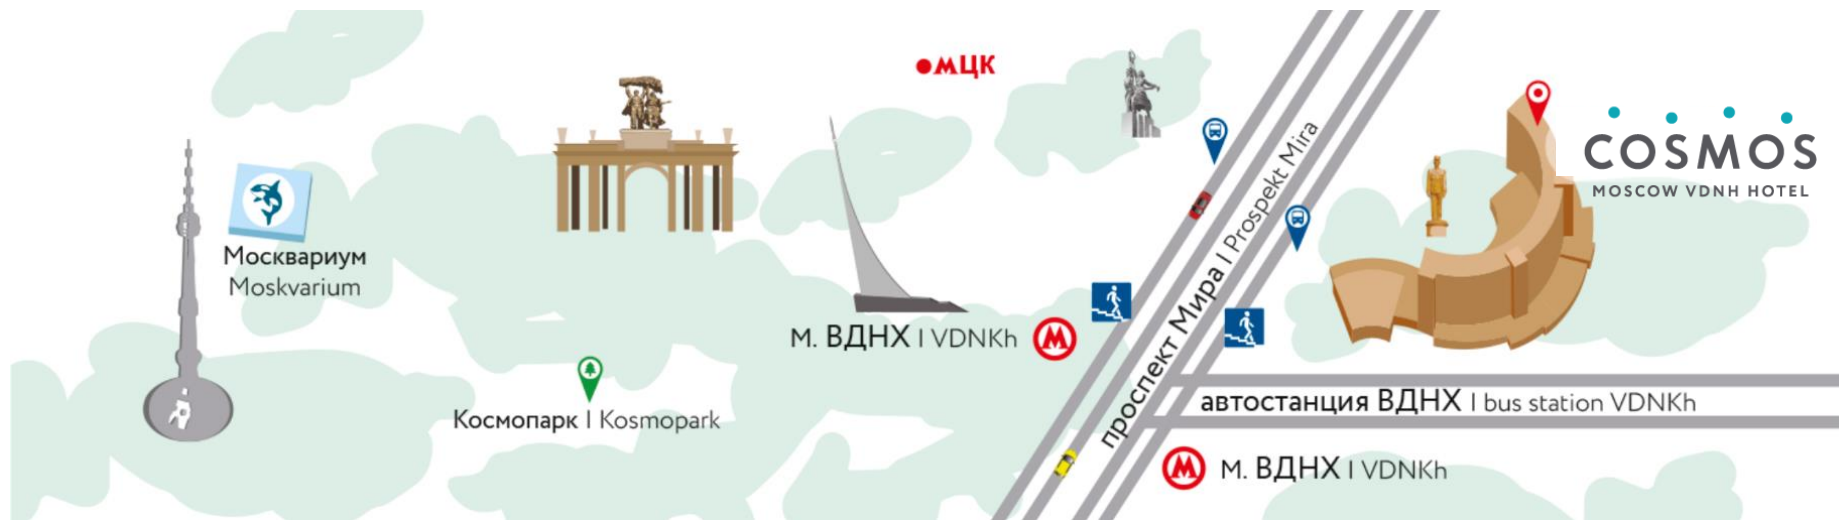 МЦК
COSMOS
MOSCOW VDNH HOTEL
Москвариум
Moskvarium
проспект Мира | Prospekt Mira
м. ВДНХ | VDNKh
М
Космопарк | Kosmopark
автостанция ВДНХ | bus station VDNKh
М
м. ВДНХ | VDNKh